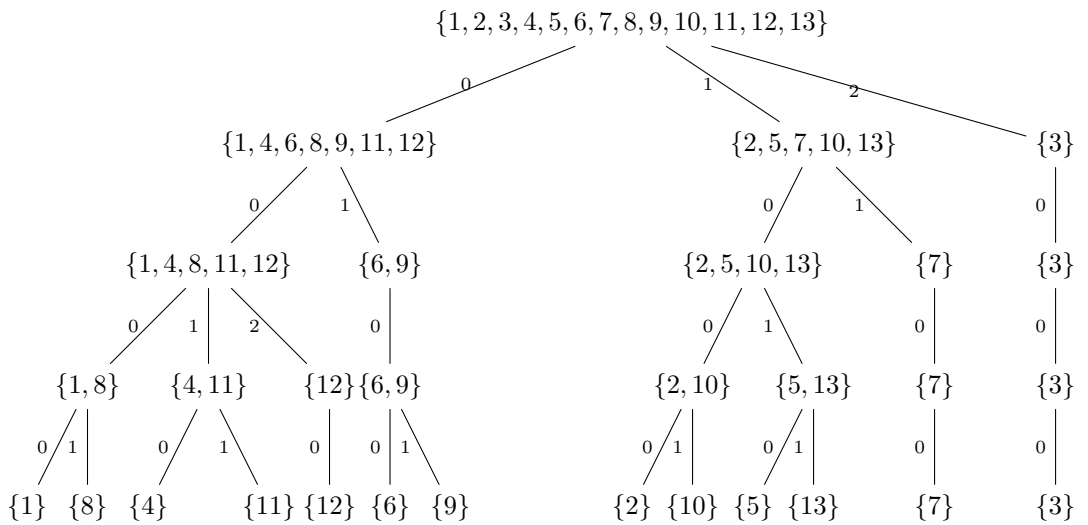 {1, 2, 3, 4, 5, 6, 7, 8, 9, 10, 11, 12, 13}
0 1 2
{1, 4, 6, 8, 9, 11, 12} {2, 5, 7, 10, 13} {3}
0 1 0 1 0
{1, 4, 8, 11, 12} {6, 9} {2, 5, 10, 13} {7} {3}
0 1 2 0 0 1 0 0
{1, 8} {4, 11} {12} {6, 9} {2, 10} {5, 13} {7} {3}
0 1 0 1 0 0 1 0 1 0 1 0 0
{1} {8} {4} {11} {12} {6} {9} {2} {10} {5} {13} {7} {3}